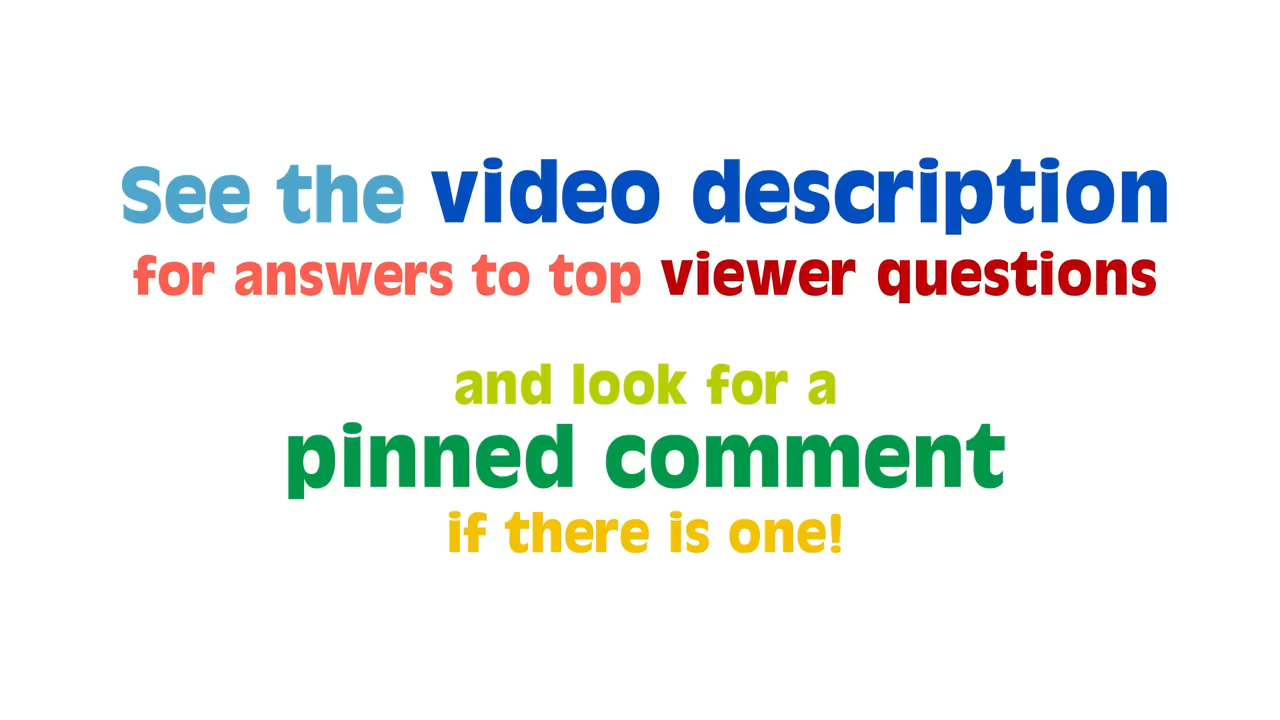 See the video description
for answers to top viewer questions
and look for a
pinned comment
if there is one!